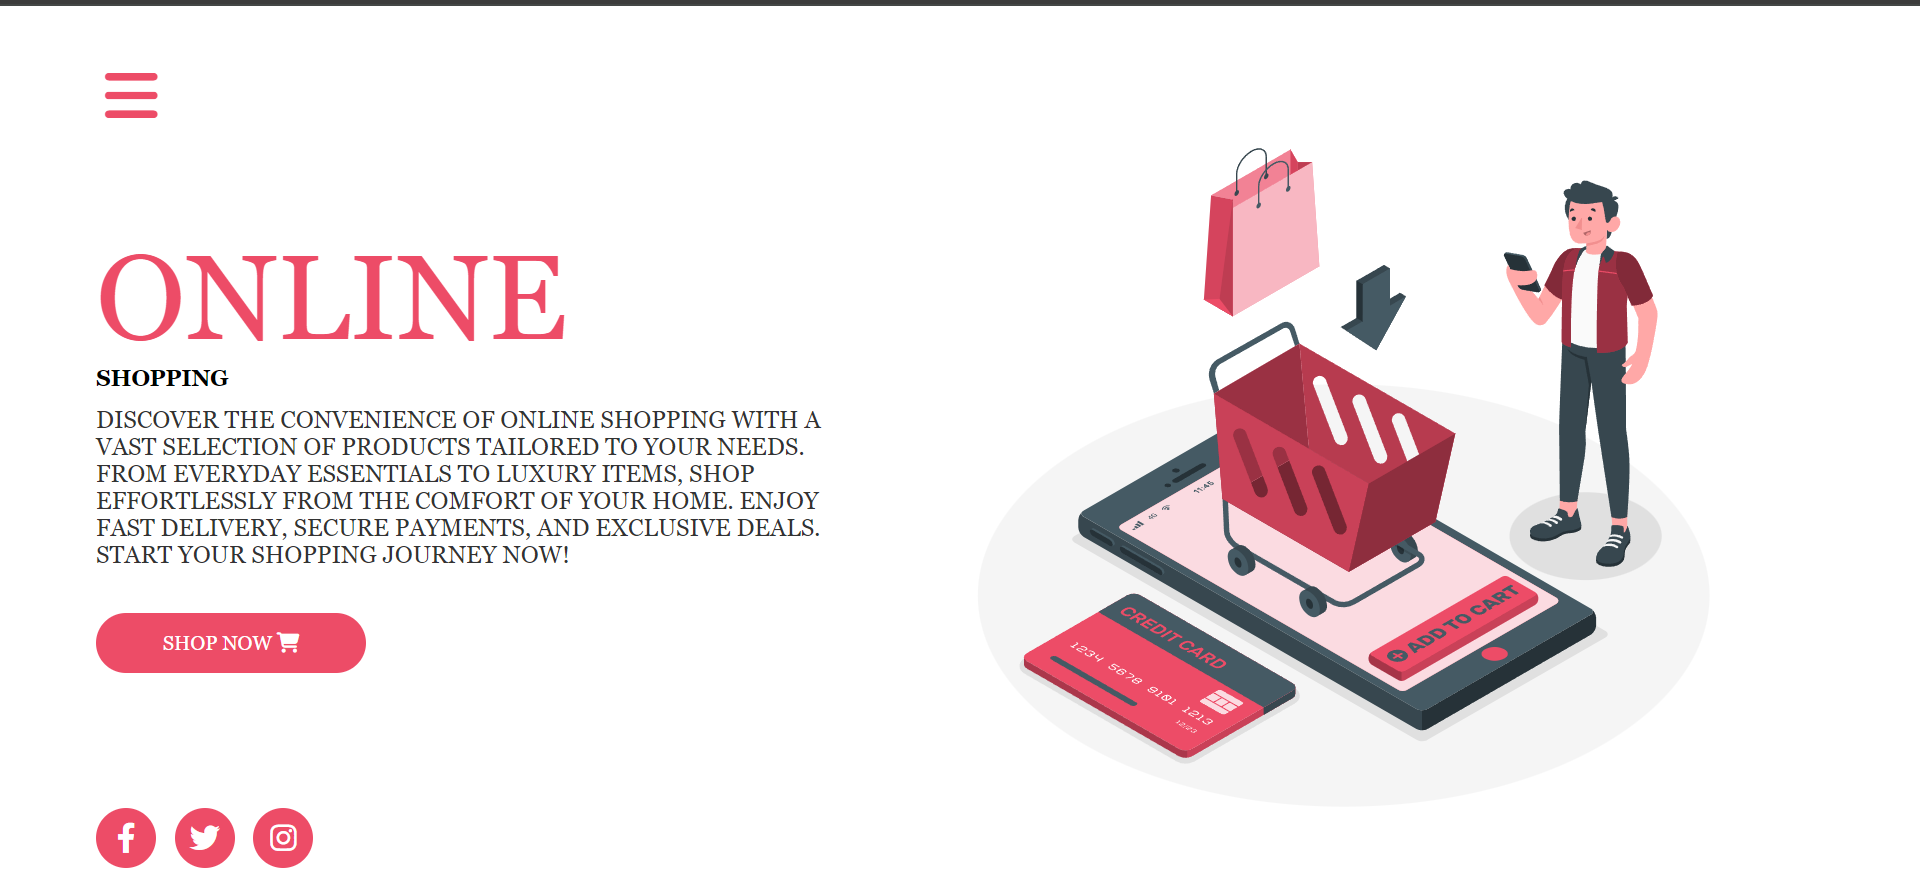 ONLINE
SHOPPING
DISCOVER THE CONVENIENCE OF ONLINE SHOPPING WITH A
VAST SELECTION OF PRODUCTS TAILORED TO YOUR NEEDS.
FROM EVERYDAY ESSENTIALS TO LUXURY ITEMS, SHOP
EFFORTLESSLY FROM THE COMFORT OF YOUR HOME. ENJOY
FAST DELIVERY, SECURE PAYMENTS, AND EXCLUSIVE DEALS.
START YOUR SHOPPING JOURNEY NOW!
SHOP NOW
11:45
4G
ADD TO CART
CREDIT CARD
1234 5678 9101 1213
12/23